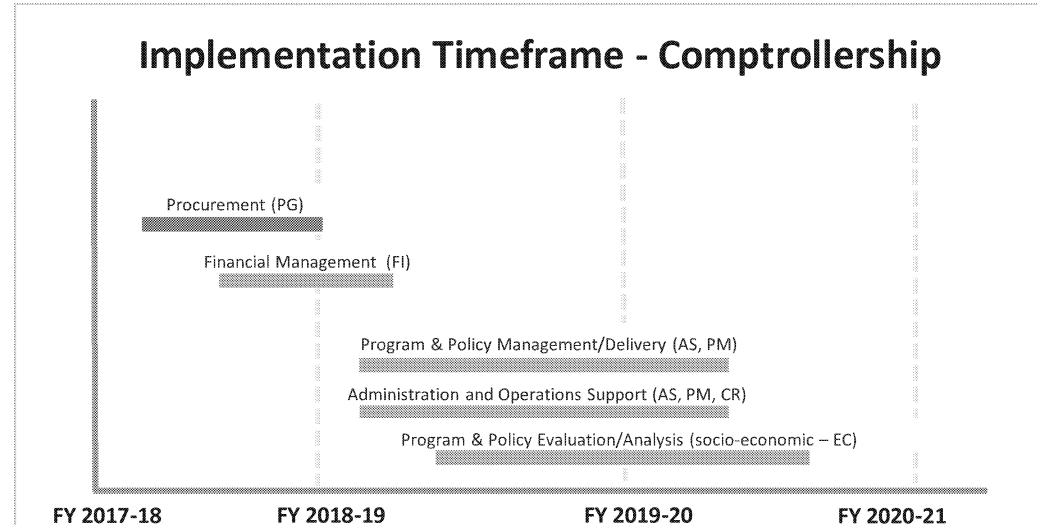 Implementation Timeframe - Comptrollership
Procurement (PG)
Financial Management (FI)
Program & Policy Management/Delivery (AS, PM)
Administration and Operations Support (AS, PM, CR)
Program & Policy Evaluation/Analysis (socio-economic – EC)
FY 2017-18 FY 2018-19 FY 2019-20 FY 2020-21